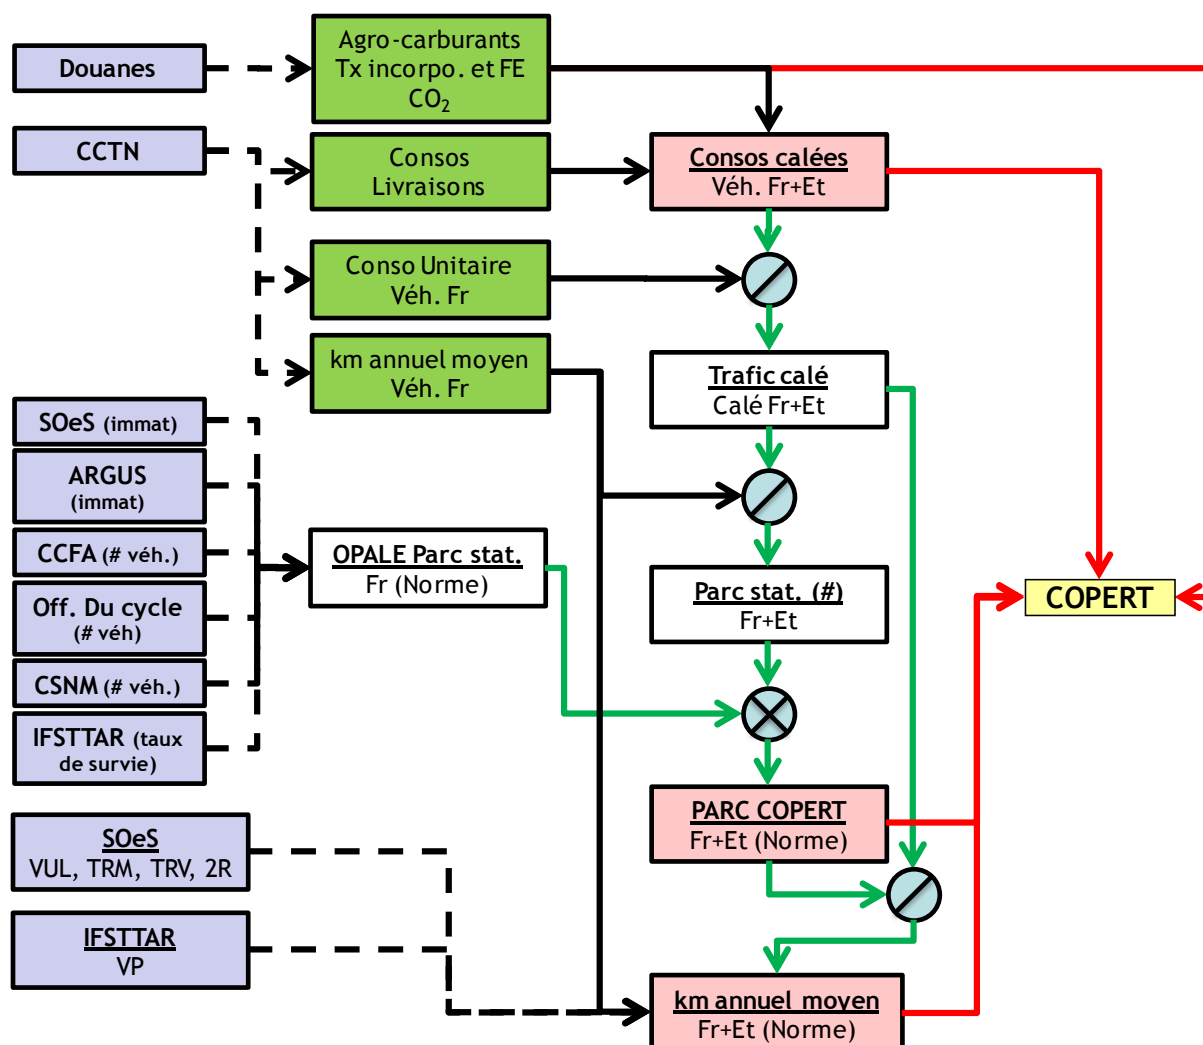 Douanes
Agro-carburants
Tx incorpo. et FE
CO₂
CCTN
Consos
Livraisons
Consos calées
Véh. Fr+Et
Conso Unitaire
Véh. Fr
km annuel moyen
Véh. Fr
Trafic calé
Calé Fr+Et
SOeS (immat)
ARGUS
(immat)
CCFA (# véh.)
Off. Du cycle
(# véh)
CSNM (# véh.)
IFSTTAR (taux
de survie)
OPALE Parc stat.
Fr (Norme)
Parc stat. (#)
Fr+Et
COPERT
PARC COPERT
Fr+Et (Norme)
SOeS
VUL, TRM, TRV, 2R
IFSTTAR
VP
km annuel moyen
Fr+Et (Norme)